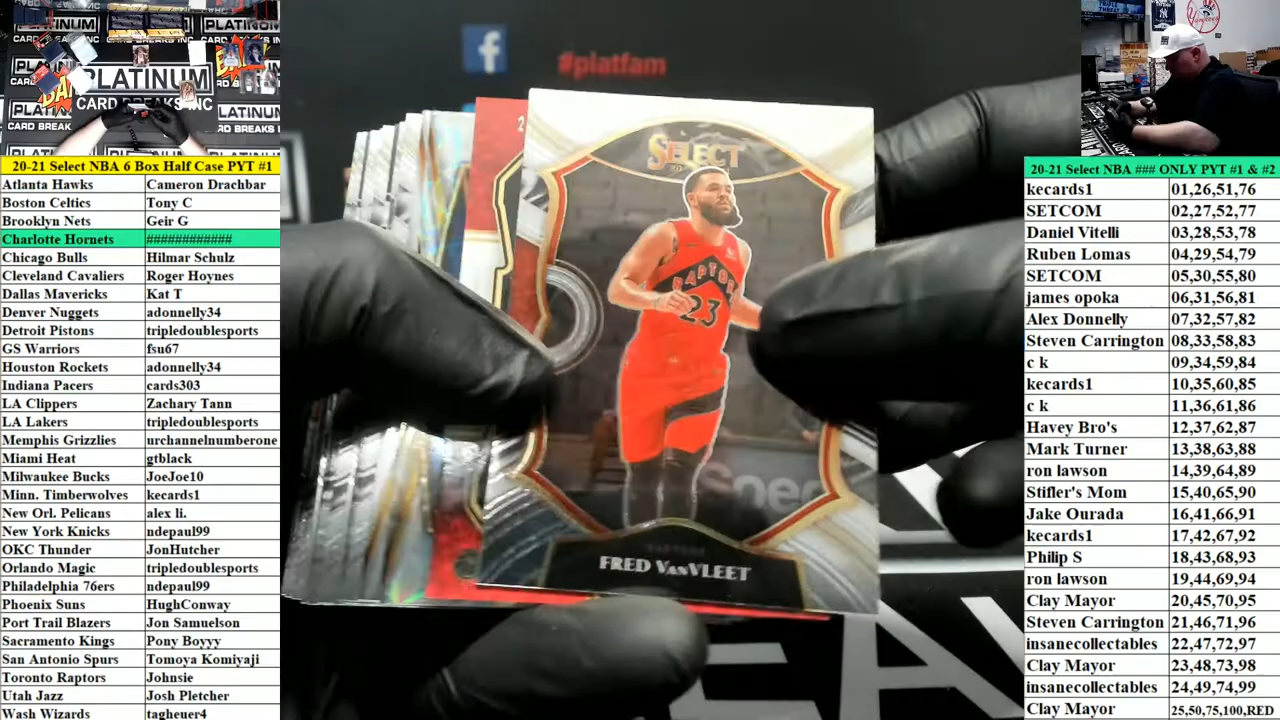 PLATINUM
CARD BREAKS INC
#platfam
20-21 Select NBA 6 Box Half Case PYT #1
Atlanta Hawks Cameron Drachbar
Boston Celtics Tony C
Brooklyn Nets Geir G
Charlotte Hornets ############
Chicago Bulls Hilmar Schulz
Cleveland Cavaliers Roger Hoynes
Dallas Mavericks Kat T
Denver Nuggets adonnelly34
Detroit Pistons tripledoublesports
GS Warriors fsu67
Houston Rockets adonnelly34
Indiana Pacers cards303
LA Clippers Zachary Tann
LA Lakers tripledoublesports
Memphis Grizzlies urchannelnumberone
Miami Heat gtblack
Milwaukee Bucks JoeJoe10
Minn. Timberwolves kecards1
New Orl. Pelicans alex li.
New York Knicks ndepaul99
OKC Thunder JonHutcher
Orlando Magic tripledoublesports
Philadelphia 76ers ndepaul99
Phoenix Suns HughConway
Port Trail Blazers Jon Samuelson
Sacramento Kings Pony Boyyy
San Antonio Spurs Tomoya Komiyaji
Toronto Raptors Johnsie
Utah Jazz Josh Pletcher
Wash Wizards tagheuer4
SELECT
RAPTORS
23
FRED VANVLEET
20-21 Select NBA ### ONLY PYT #1 & #2
kecards1 01,26,51,76
SETCOM 02,27,52,77
Daniel Vitelli 03,28,53,78
Ruben Lomas 04,29,54,79
SETCOM 05,30,55,80
james opoka 06,31,56,81
Alex Donnelly 07,32,57,82
Steven Carrington 08,33,58,83
c k 09,34,59,84
kecards1 10,35,60,85
c k 11,36,61,86
Havey Bro's 12,37,62,87
Mark Turner 13,38,63,88
ron lawson 14,39,64,89
Stifler's Mom 15,40,65,90
Jake Ourada 16,41,66,91
kecards1 17,42,67,92
Philip S 18,43,68,93
ron lawson 19,44,69,94
Clay Mayor 20,45,70,95
Steven Carrington 21,46,71,96
insanecollectables 22,47,72,97
Clay Mayor 23,48,73,98
insanecollectables 24,49,74,99
Clay Mayor 25,50,75,100,RED